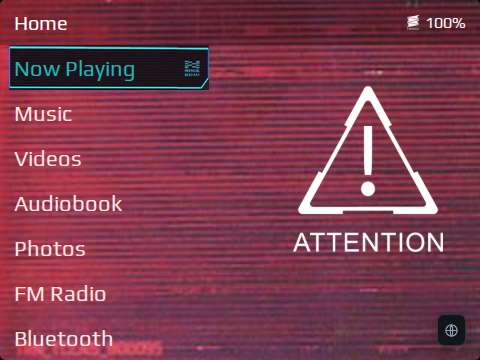 Home
100%
Now Playing
Music
Videos
Audiobook
ATTENTION
Photos
FM Radio
Bluetooth